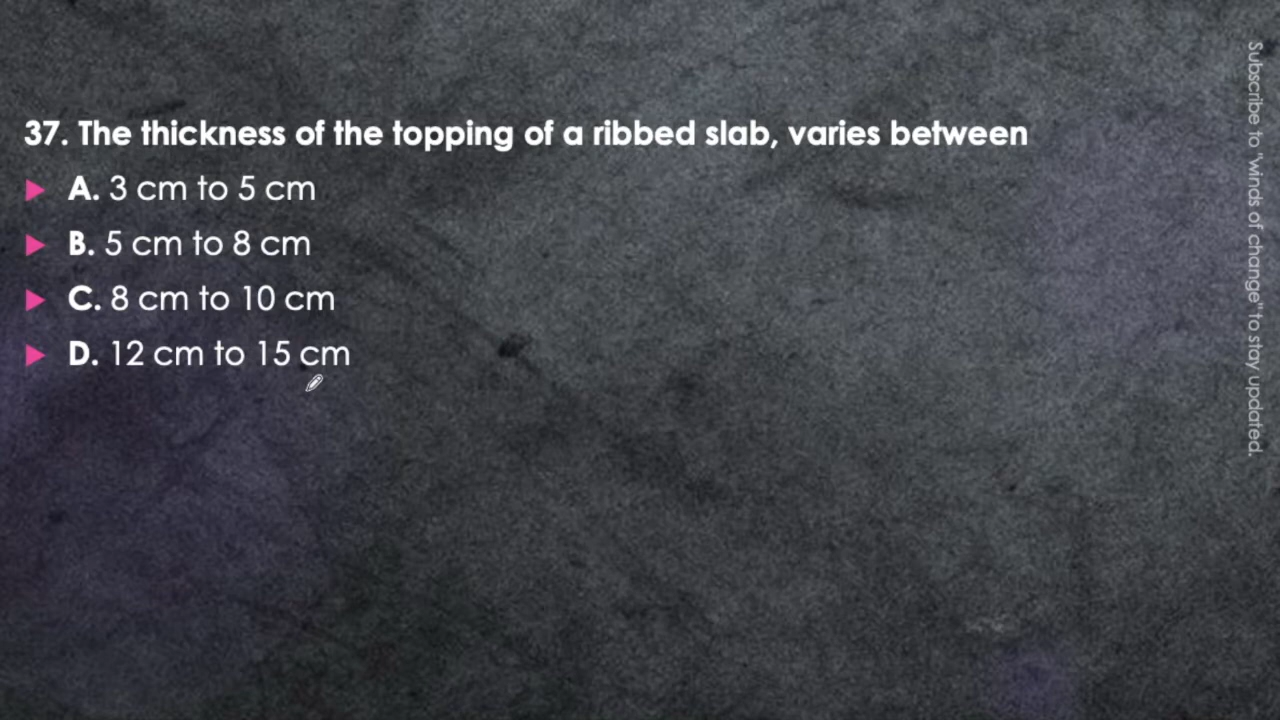 37. The thickness of the topping of a ribbed slab, varies between
A. 3 cm to 5 cm
B. 5 cm to 8 cm
C. 8 cm to 10 cm
D. 12 cm to 15 cm
Subscribe to "winds of change" to stay updated.